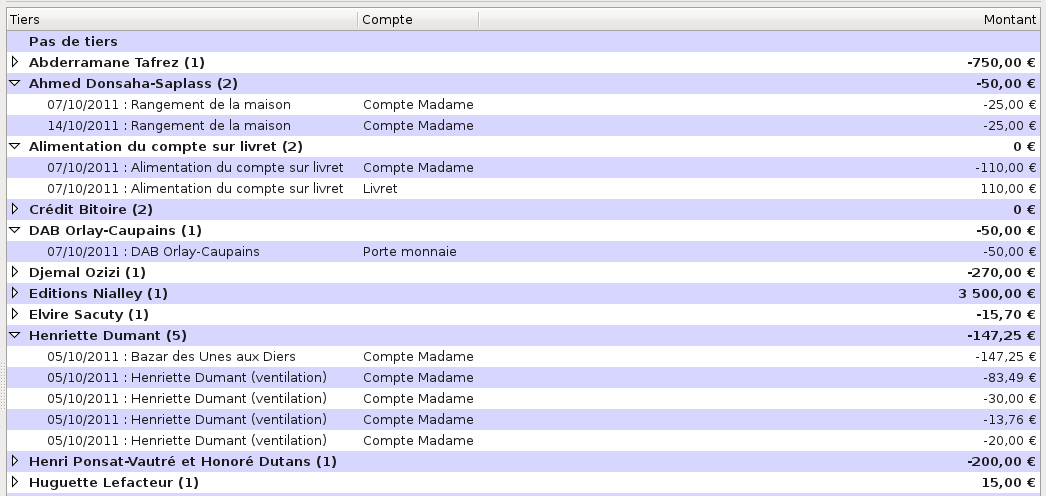 Tiers Compte Montant
Pas de tiers
Abderramane Tafrez (1) -750,00 €
Ahmed Donsaha-Saplass (2) -50,00 €
07/10/2011 : Rangement de la maison Compte Madame -25,00 €
14/10/2011 : Rangement de la maison Compte Madame -25,00 €
Alimentation du compte sur livret (2) 0 €
07/10/2011 : Alimentation du compte sur livret Compte Madame -110,00 €
07/10/2011 : Alimentation du compte sur livret Livret 110,00 €
Crédit Bitoire (2) 0 €
DAB Orlay-Caupains (1) -50,00 €
07/10/2011 : DAB Orlay-Caupains Porte monnaie -50,00 €
Djemal Ozizi (1) -270,00 €
Editions Nialley (1) 3 500,00 €
Elvire Sacuty (1) -15,70 €
Henriette Dumant (5) -147,25 €
05/10/2011 : Bazar des Unes aux Diers Compte Madame -147,25 €
05/10/2011 : Henriette Dumant (ventilation) Compte Madame -83,49 €
05/10/2011 : Henriette Dumant (ventilation) Compte Madame -30,00 €
05/10/2011 : Henriette Dumant (ventilation) Compte Madame -13,76 €
05/10/2011 : Henriette Dumant (ventilation) Compte Madame -20,00 €
Henri Ponsat-Vautré et Honoré Dutans (1) -200,00 €
Huguette Lefacteur (1) 15,00 €